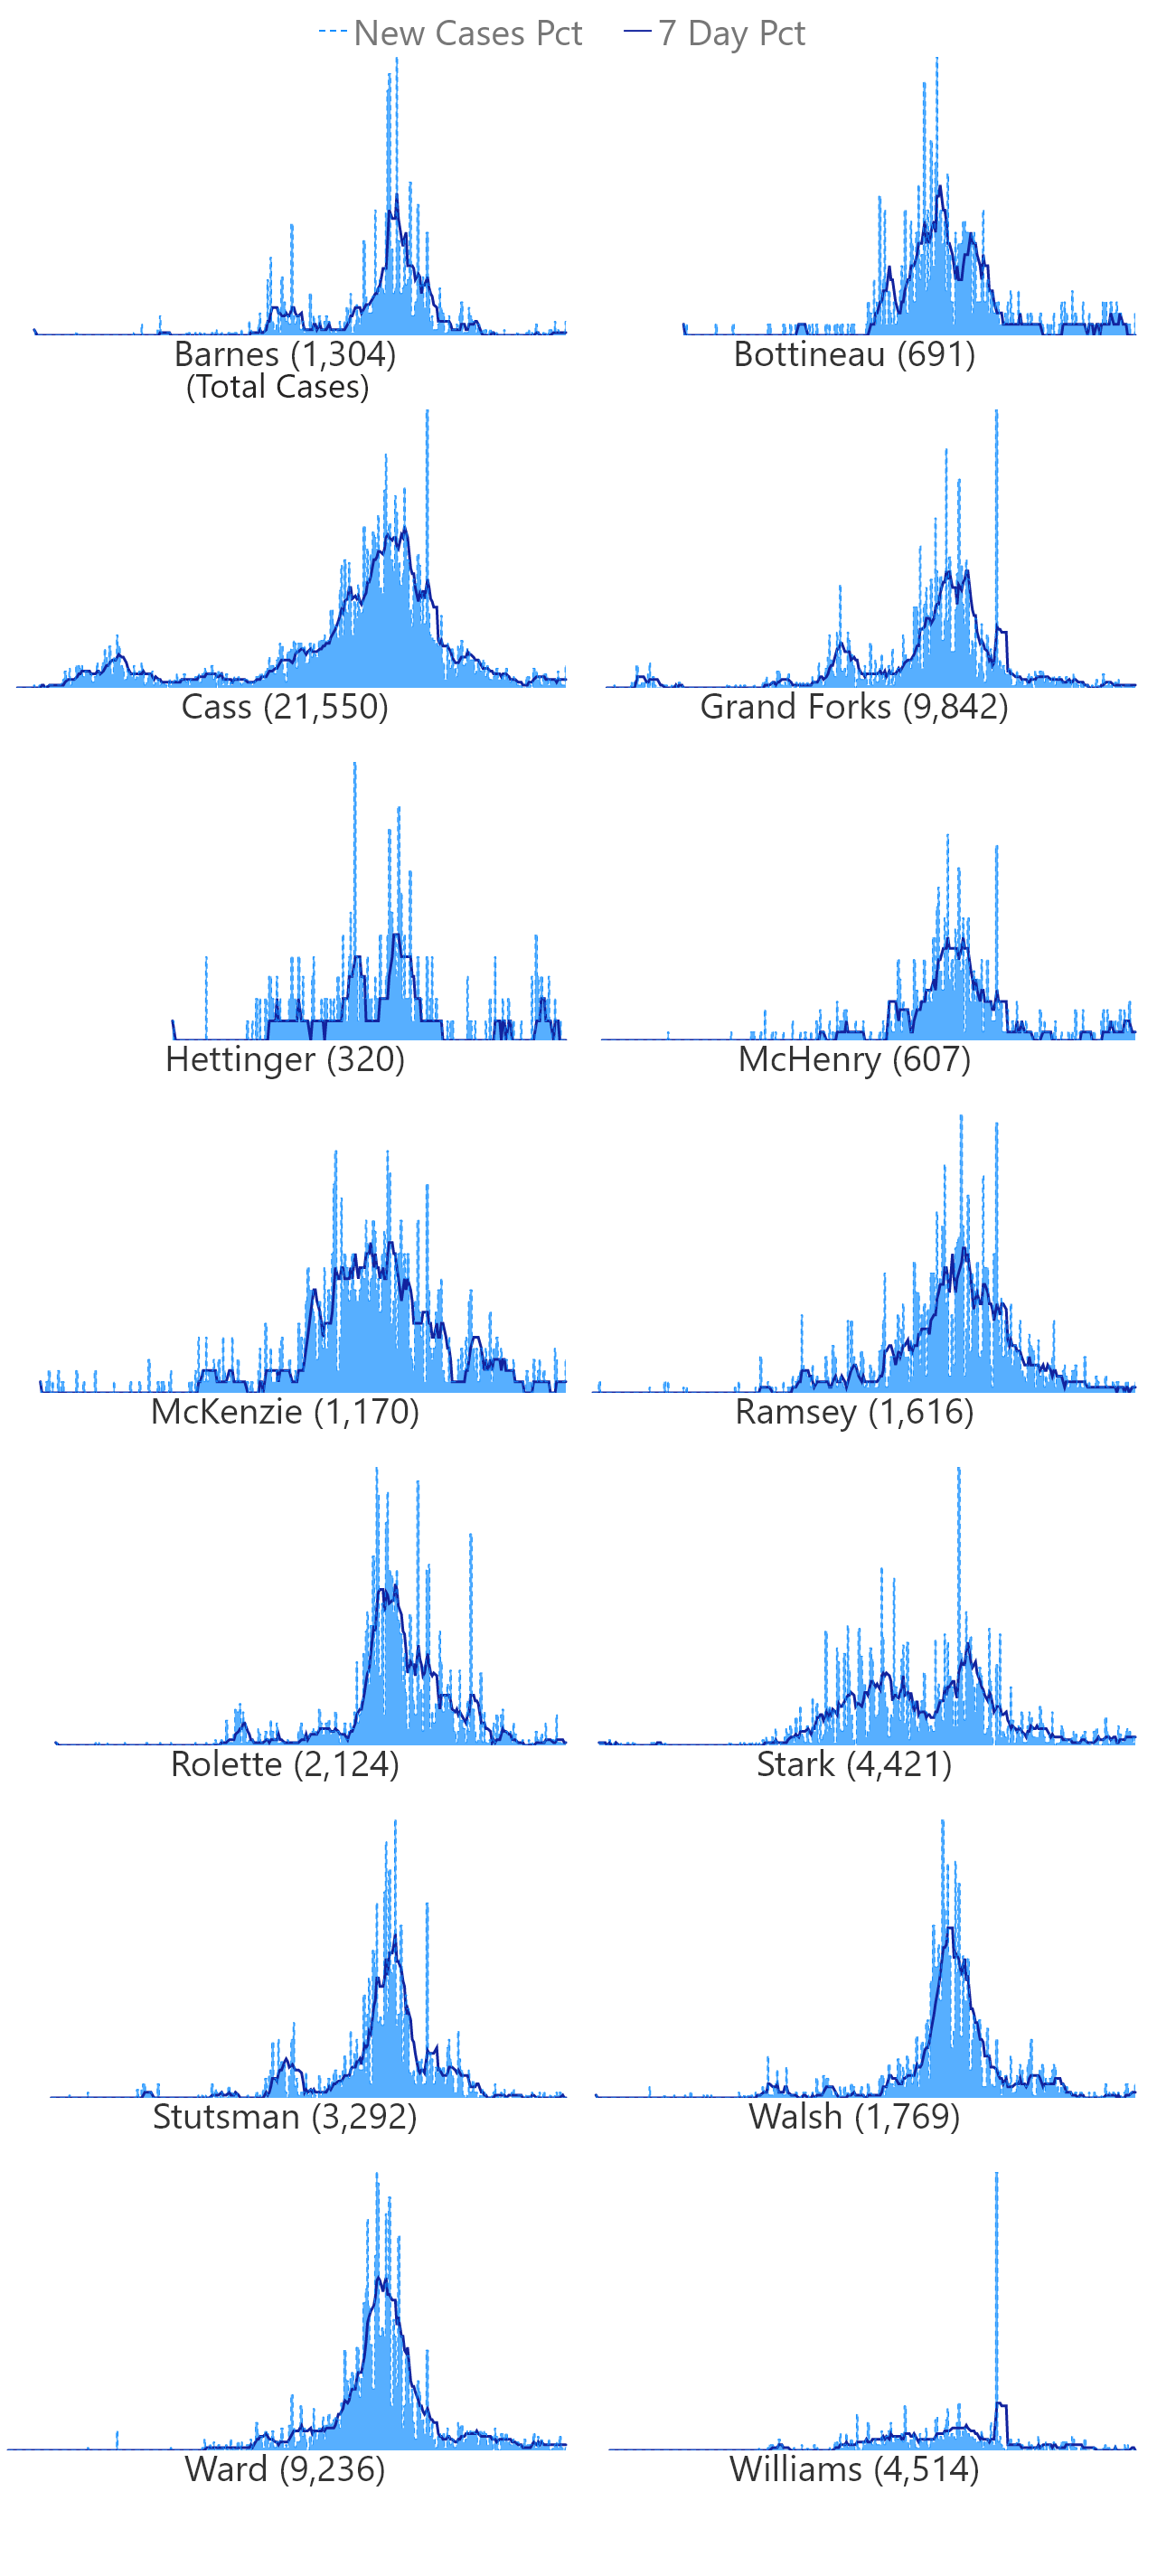 New Cases Pct 7 Day Pct
Barnes (1,304)
(Total Cases)
Bottineau (691)
Cass (21,550)
Grand Forks (9,842)
Hettinger (320)
McHenry (607)
McKenzie (1,170)
Ramsey (1,616)
Rolette (2,124)
Stark (4,421)
Stutsman (3,292)
Walsh (1,769)
Ward (9,236)
Williams (4,514)